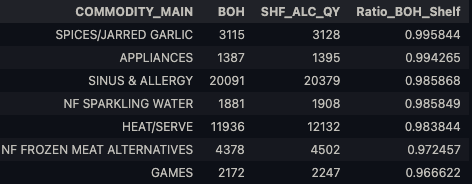 COMMODITY_MAIN BOH SHF_ALC_QY Ratio_BOH_Shelf
SPICES/JARRED GARLIC 3115 3128 0.995844
APPLIANCES 1387 1395 0.994265
SINUS & ALLERGY 20091 20379 0.985868
NF SPARKLING WATER 1881 1908 0.985849
HEAT/SERVE 11936 12132 0.983844
NF FROZEN MEAT ALTERNATIVES 4378 4502 0.972457
GAMES 2172 2247 0.966622